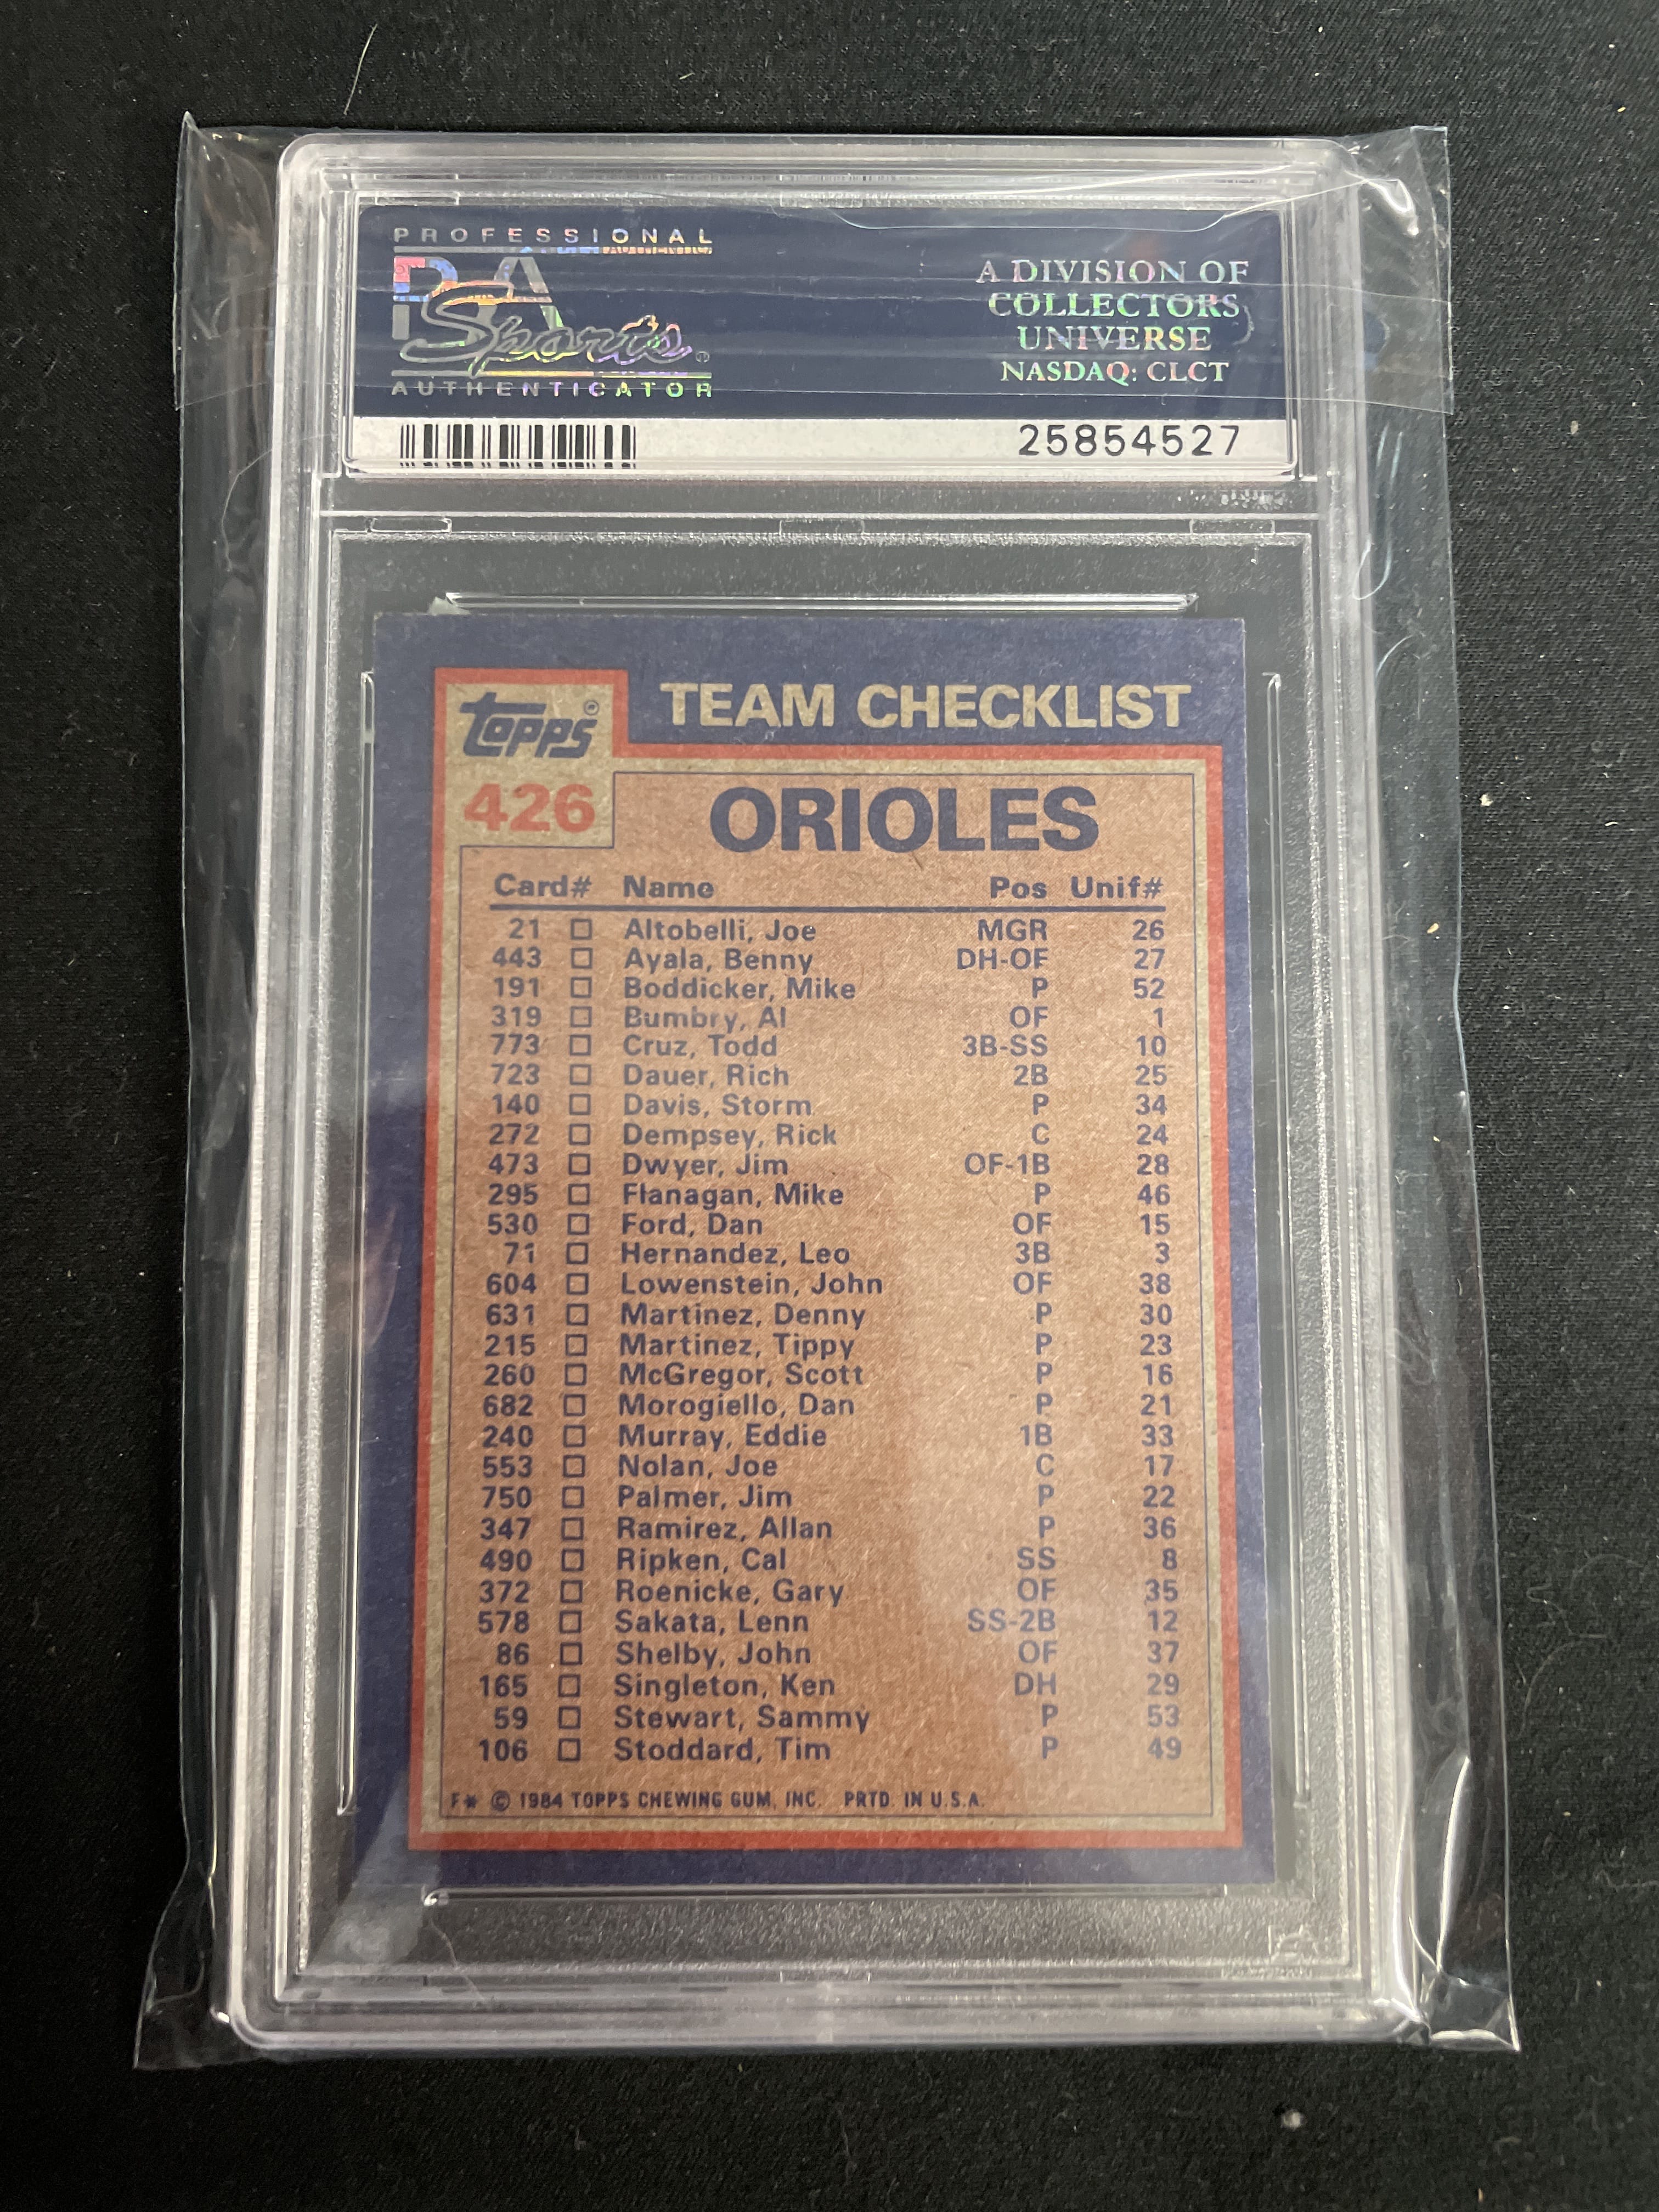 PROFESSIONAL
PSA
Sports®
AUTHENTICATOR
A DIVISION OF
COLLECTORS
UNIVERSE
NASDAQ: CLCT
25854527
topps©
TEAM CHECKLIST
426
ORIOLES
Card# Name Pos Unif#
21 □ Altobelli, Joe MGR 26
443 □ Ayala, Benny DH-OF 27
191 □ Boddicker, Mike P 52
319 □ Bumbry, Al OF 1
773 □ Cruz, Todd 3B-SS 10
723 □ Dauer, Rich 2B 25
140 □ Davis, Storm P 34
272 □ Dempsey, Rick C 24
473 □ Dwyer, Jim OF-1B 28
295 □ Flanagan, Mike P 46
530 □ Ford, Dan OF 15
71 □ Hernandez, Leo 3B 3
604 □ Lowenstein, John OF 38
631 □ Martinez, Denny P 30
215 □ Martinez, Tippy P 23
260 □ McGregor, Scott P 16
682 □ Morogiello, Dan P 21
240 □ Murray, Eddie 1B 33
553 □ Nolan, Joe C 17
750 □ Palmer, Jim P 22
347 □ Ramirez, Allan P 36
490 □ Ripken, Cal SS 8
372 □ Roenicke, Gary OF 35
578 □ Sakata, Lenn SS-2B 12
86 □ Shelby, John OF 37
165 □ Singleton, Ken DH 29
59 □ Stewart, Sammy P 53
106 □ Stoddard, Tim P 49
F* © 1984 TOPPS CHEWING GUM, INC. PRTD. IN U.S.A.